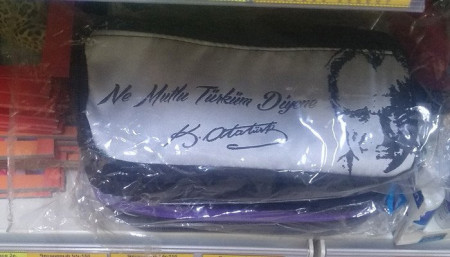 Ne Mutlu Türküm Diyene
K. Atatürk